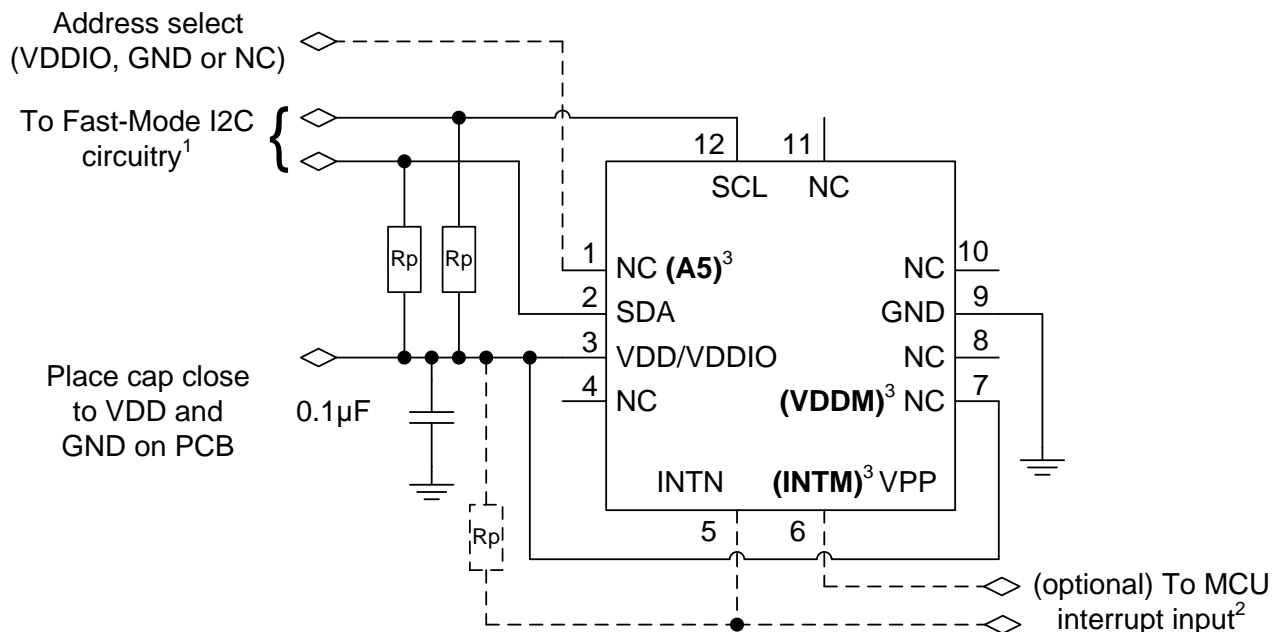 Address select
(VDDIO, GND or NC)
To Fast-Mode I2C
circuitry1
{
12
11
SCL
NC
Rp
Rp
1
NC (A5)3
NC
10
2
SDA
GND
9
3
VDD/VDDIO
NC
8
4
NC
(VDDM)3 NC
7
Place cap close
to VDD and
GND on PCB
0.1µF
INTN
(INTM)3 VPP
5
6
Rp
(optional) To MCU
interrupt input2